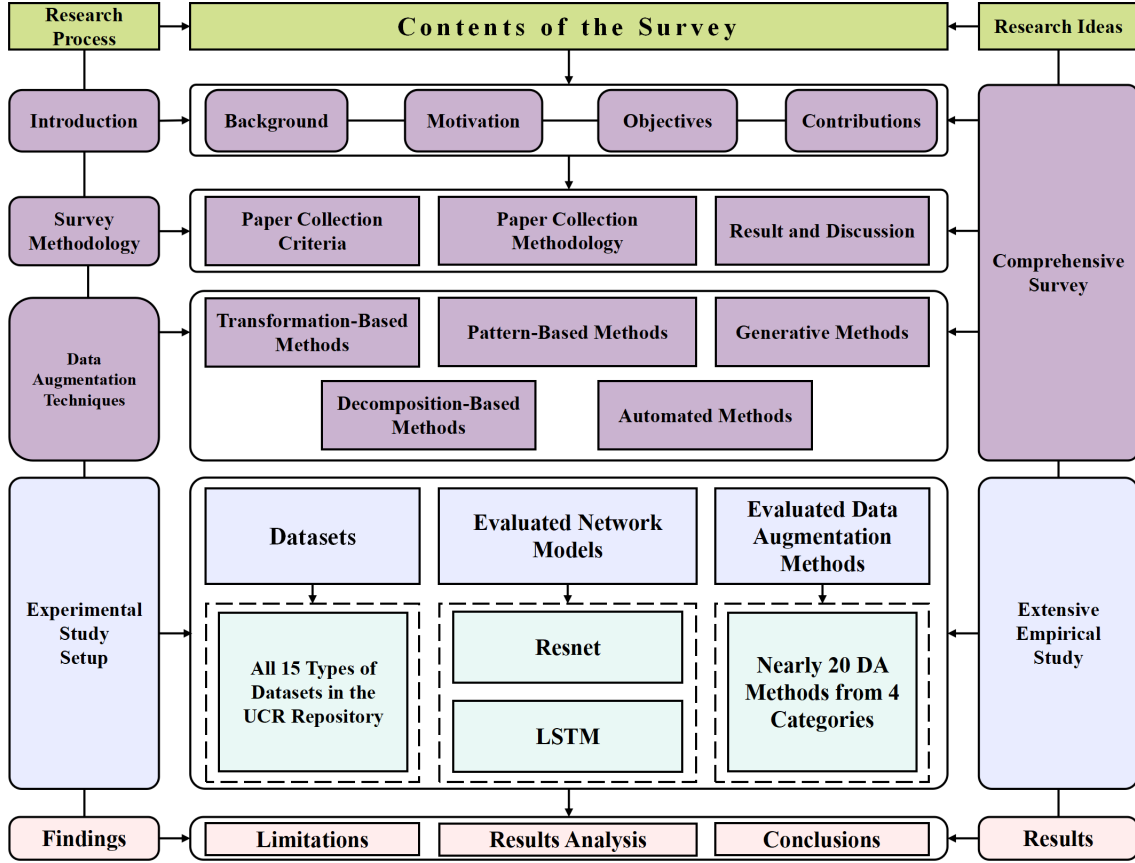 Research
Process
Contents of the Survey
Research Ideas
Introduction
Background
Motivation
Objectives
Contributions
Survey
Methodology
Paper Collection
Criteria
Paper Collection
Methodology
Result and Discussion
Comprehensive
Survey
Data
Augmentation
Techniques
Transformation-Based
Methods
Pattern-Based Methods
Generative Methods
Decomposition-Based
Methods
Automated Methods
Experimental
Study
Setup
Datasets
Evaluated Network
Models
Evaluated Data
Augmentation
Methods
All 15 Types of
Datasets in the
UCR Repository
Resnet
LSTM
Nearly 20 DA
Methods from 4
Categories
Extensive
Empirical
Study
Findings
Limitations
Results Analysis
Conclusions
Results